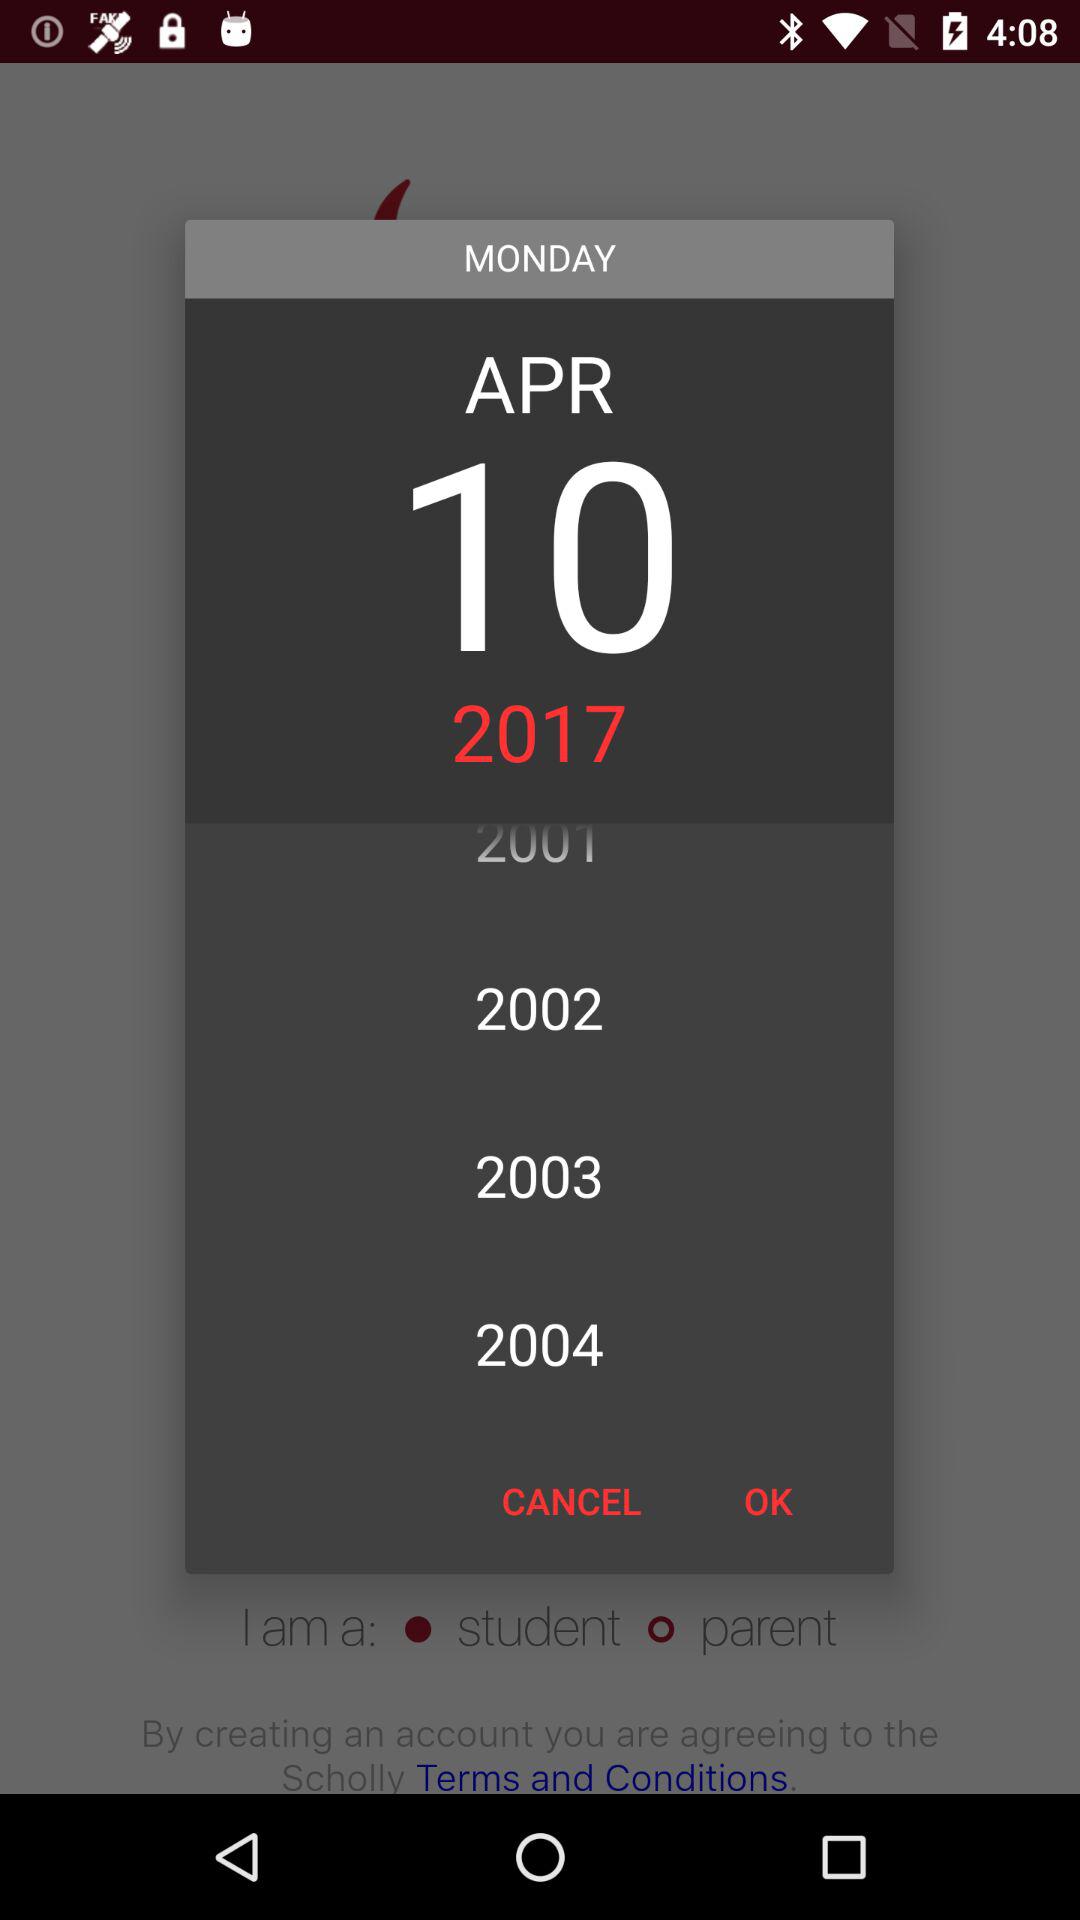 FAKE
4:08
MONDAY
APR
10
2017
2001
2002
2003
2004
CANCEL OK
I am a: student parent
By creating an account you are agreeing to the
Scholly Terms and Conditions.